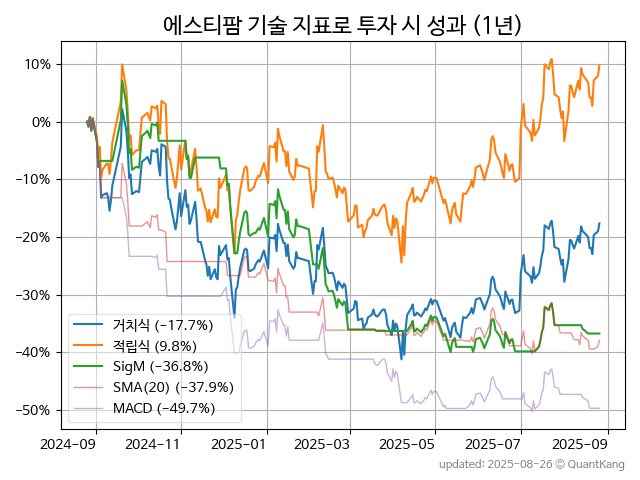 에스티팜 기술 지표로 투자 시 성과 (1년)
10%
0%
−10%
−20%
−30%
−40%
−50%
거치식 (−17.7%)
적립식 (9.8%)
SigM (−36.8%)
SMA(20) (−37.9%)
MACD (−49.7%)
2024-09 2024-11 2025-01 2025-03 2025-05 2025-07 2025-09
updated: 2025-08-26 © QuantKang